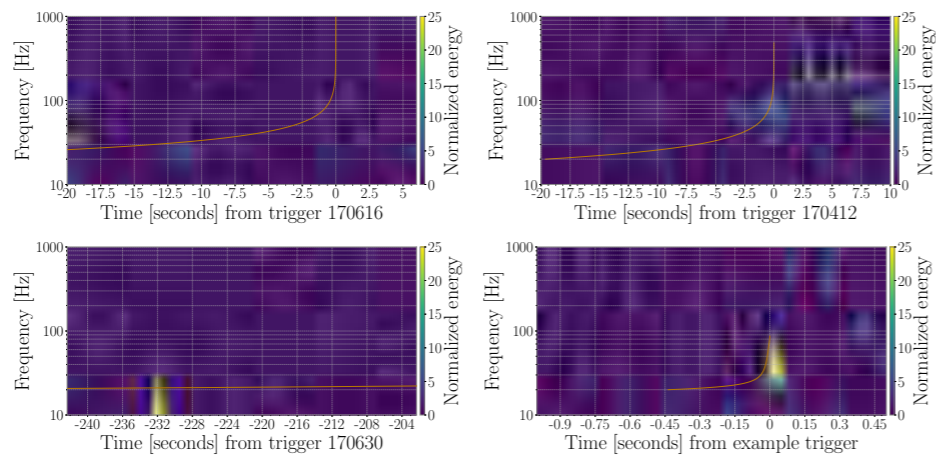 1000
100
10
Frequency [Hz]
-20 -17.5 -15 -12.5 -10 -7.5 -5 -2.5 0 2.5 5
Time [seconds] from trigger 170616
25
20
15
10
5
0
Normalized energy
1000
100
10
Frequency [Hz]
-20 -17.5 -15 -12.5 -10 -7.5 -5 -2.5 0 2.5 5 7.5 10
Time [seconds] from trigger 170412
25
20
15
10
5
0
Normalized energy
1000
100
10
Frequency [Hz]
-240 -236 -232 -228 -224 -220 -216 -212 -208 -204
Time [seconds] from trigger 170630
25
20
15
10
5
0
Normalized energy
1000
100
10
Frequency [Hz]
-0.9 -0.75 -0.6 -0.45 -0.3 -0.15 0 0.15 0.3 0.45
Time [seconds] from example trigger
25
20
15
10
5
0
Normalized energy